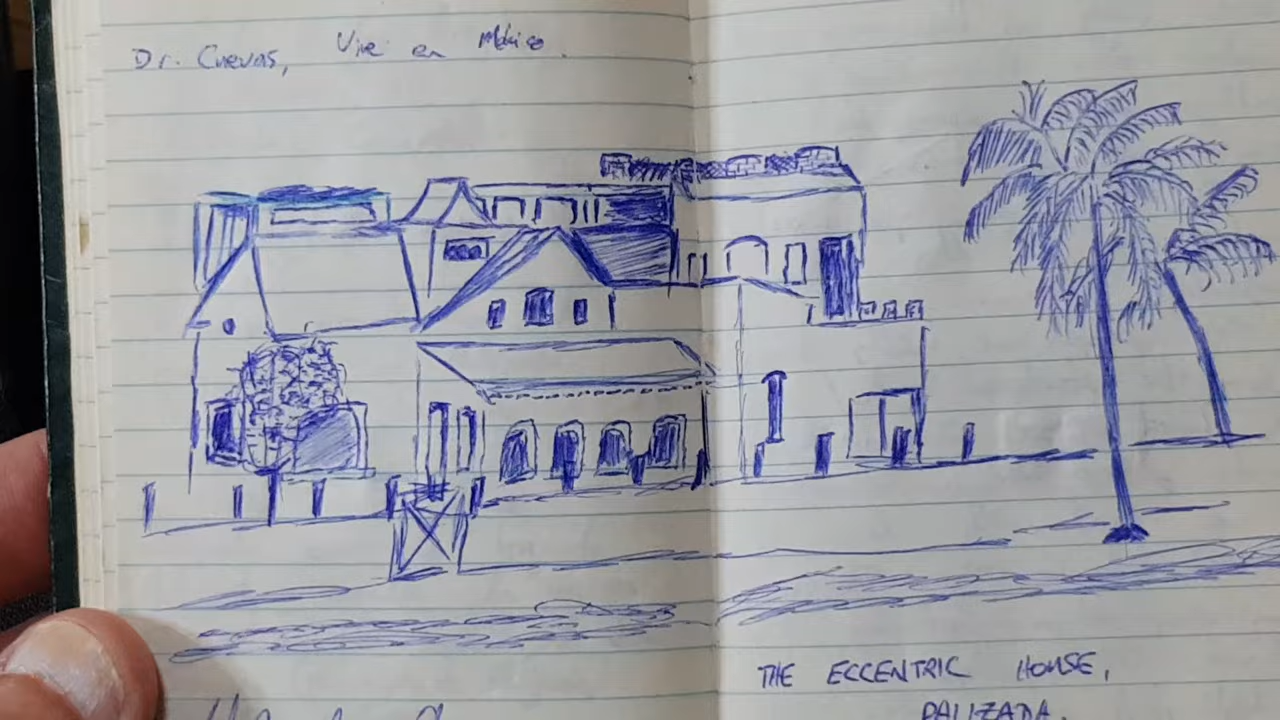 Dr. Cuevas, Vive en México.
THE ECCENTRIC HOUSE,
PALIZADA.